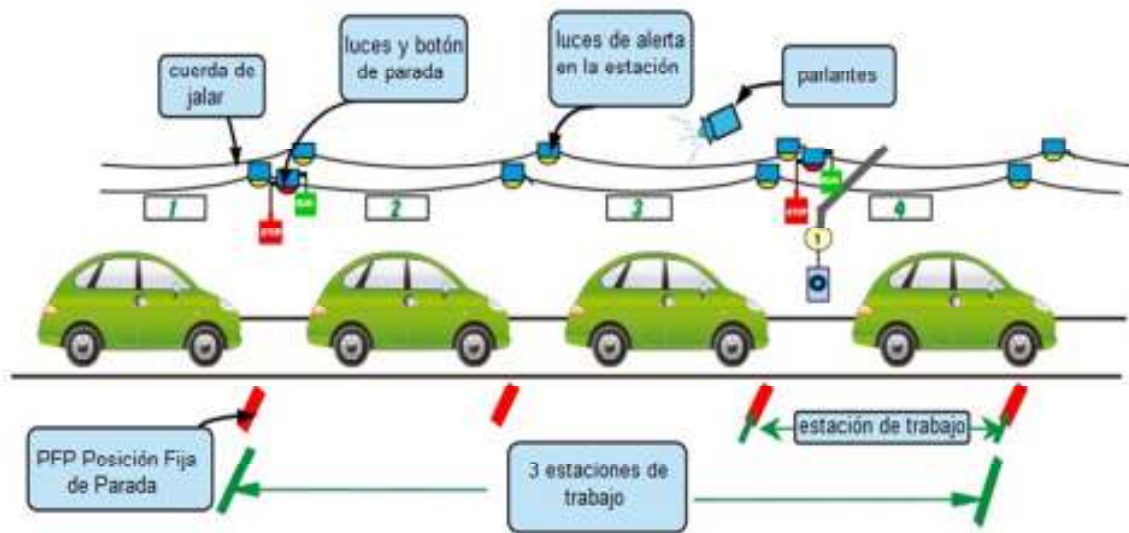 luces y botón
de parada
luces de alerta
en la estación
parlantes
cuerda de
jalar
1
2
3
4
STOP
STOP
1
estación de trabajo
PFP Posición Fija
de Parada
3 estaciones de
trabajo